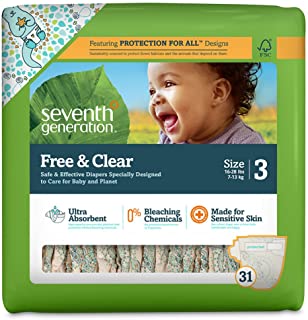 Featuring PROTECTION FOR ALL™ Designs
FSC
seventh
generation
Free & Clear
Safe & Effective Diapers Specially Designed
to Care for Baby and Planet
Size
16-28 lbs
7-13 kg
3
Ultra
Absorbent
0%
Bleaching
Chemicals
Made for
Sensitive Skin
31